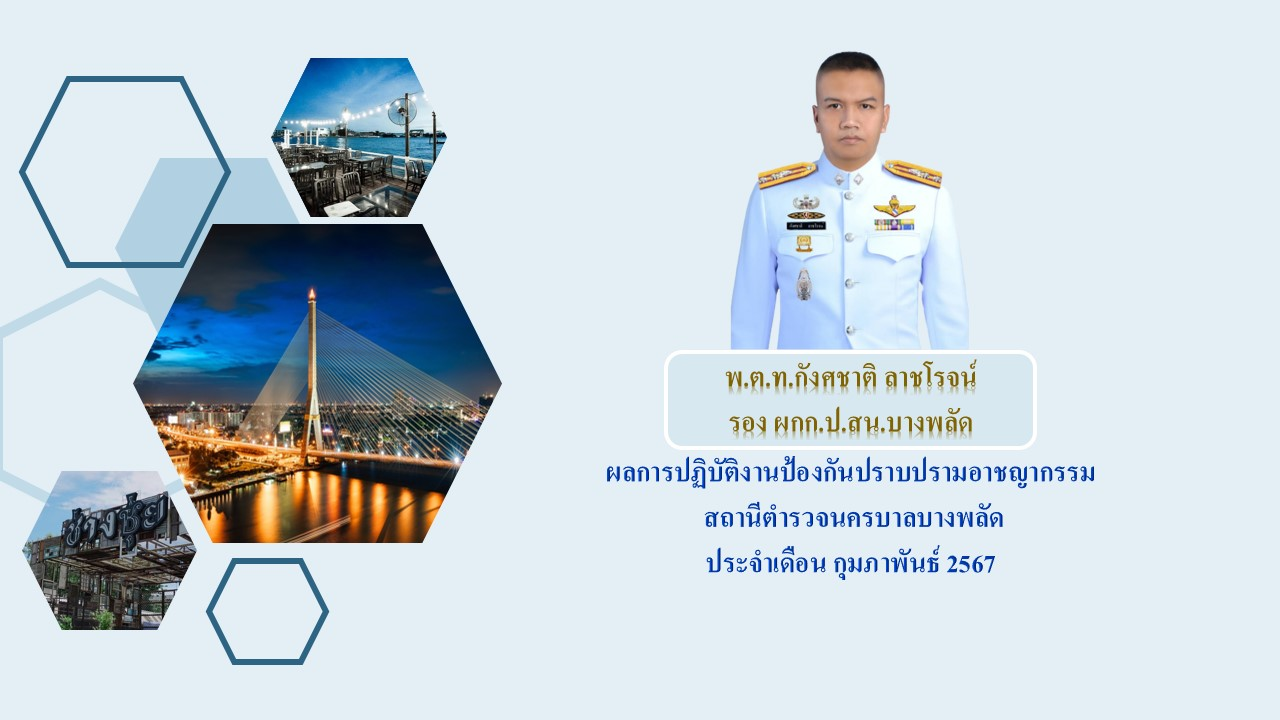 พ.ต.ท.กังศชาติ ลาชโรจน์
รอง ผกก.ป.สน.บางพลัด
ผลการปฏิบัติงานป้องกันปราบปรามอาชญากรรม
สถานีตำรวจนครบาลบางพลัด
ประจำเดือน กุมภาพันธ์ 2567
ช่างชุ่ย